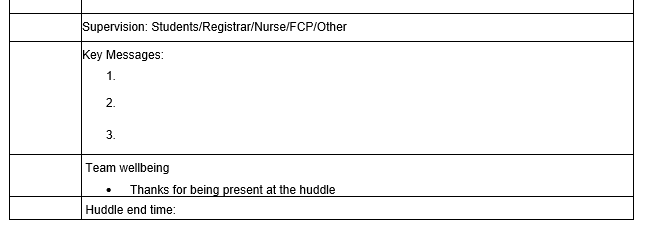 Supervision: Students/Registrar/Nurse/FCP/Other
Key Messages:
1.
2.
3.
Team wellbeing
• Thanks for being present at the huddle
Huddle end time: